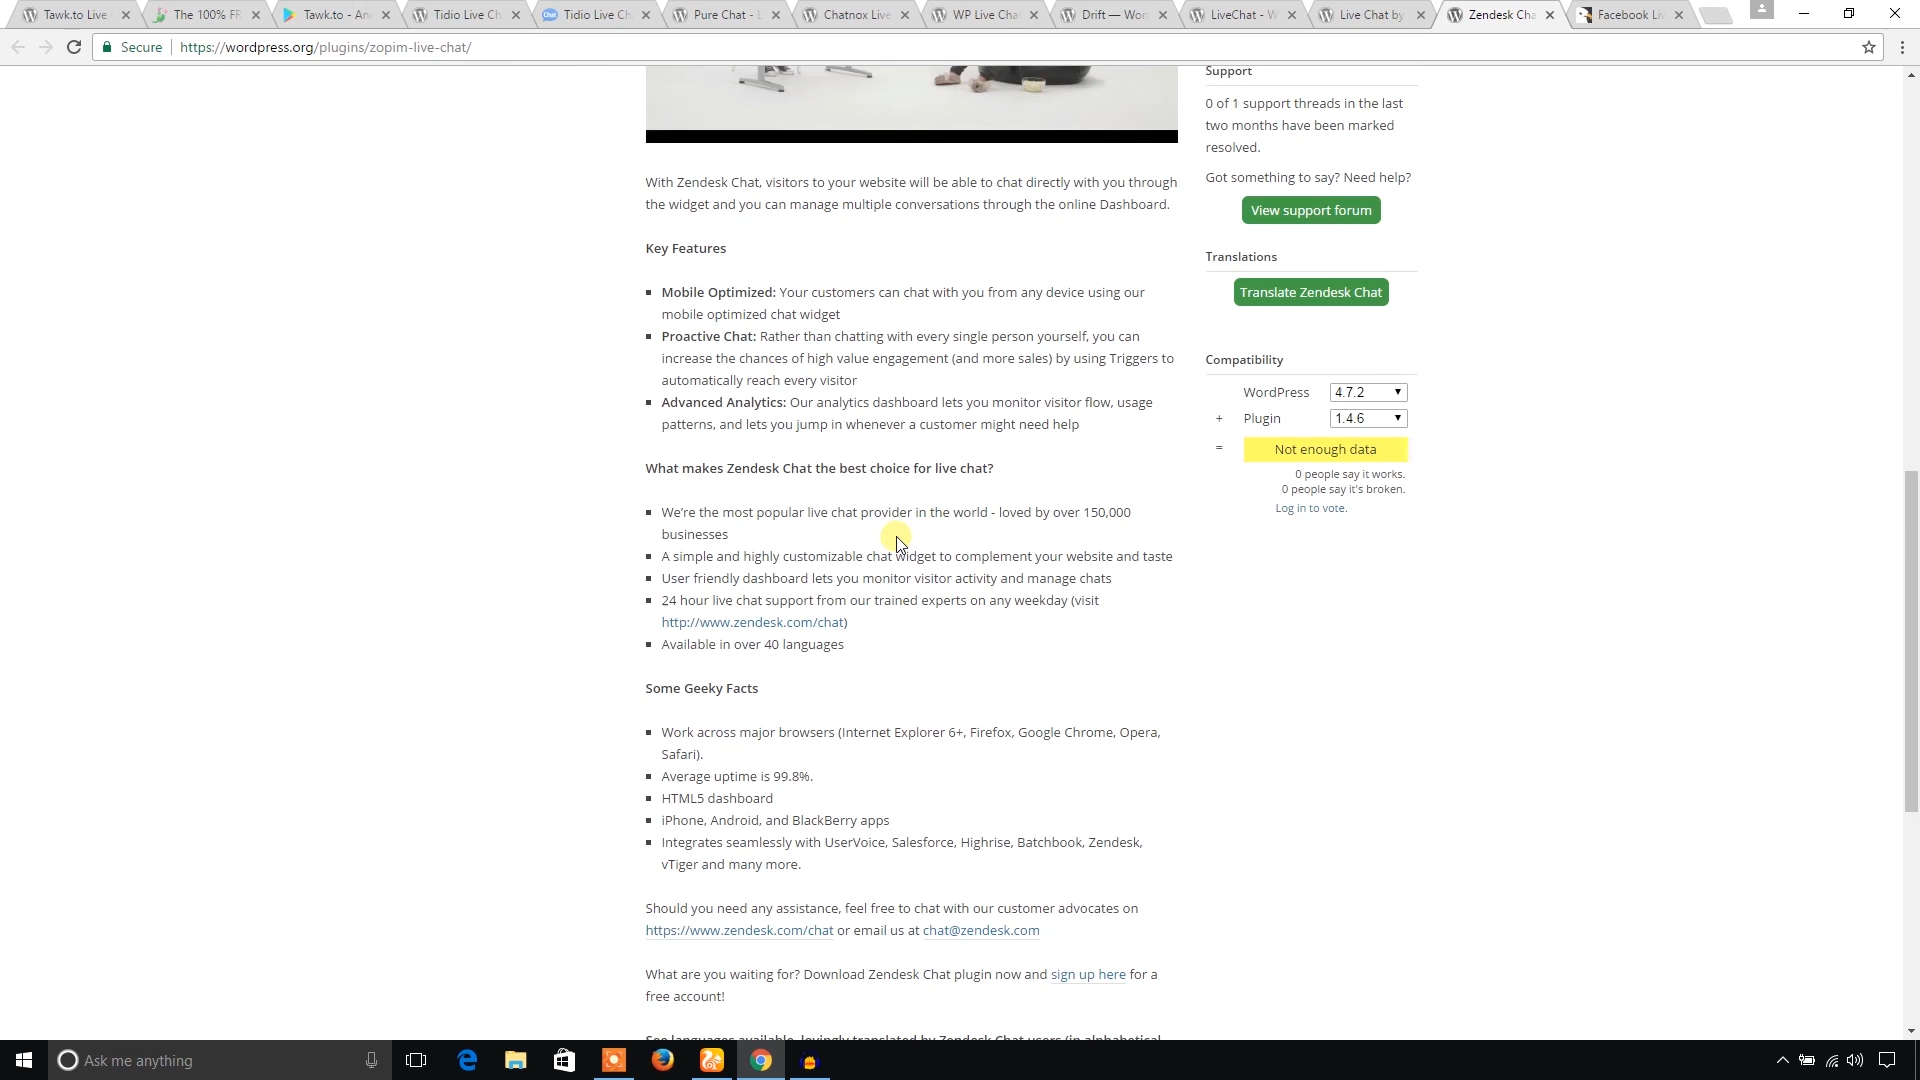 Tawk.to Live
The 100% FR
Tawk.to - An
Tidio Live Ch
Tidio Live Ch
Pure Chat - L
Chatnox Live
WP Live Cha
Drift — Wor
LiveChat - W
Live Chat by
Zendesk Cha
Facebook Li
Secure
https://wordpress.org/plugins/zopim-live-chat/
With Zendesk Chat, visitors to your website will be able to chat directly with you through
the widget and you can manage multiple conversations through the online Dashboard.
Key Features
Mobile Optimized: Your customers can chat with you from any device using our
mobile optimized chat widget
Proactive Chat: Rather than chatting with every single person yourself, you can
increase the chances of high value engagement (and more sales) by using Triggers to
automatically reach every visitor
Advanced Analytics: Our analytics dashboard lets you monitor visitor flow, usage
patterns, and lets you jump in whenever a customer might need help
What makes Zendesk Chat the best choice for live chat?
We're the most popular live chat provider in the world - loved by over 150,000
businesses
A simple and highly customizable chat widget to complement your website and taste
User friendly dashboard lets you monitor visitor activity and manage chats
24 hour live chat support from our trained experts on any weekday (visit
http://www.zendesk.com/chat)
Available in over 40 languages
Some Geeky Facts
Work across major browsers (Internet Explorer 6+, Firefox, Google Chrome, Opera,
Safari).
Average uptime is 99.8%.
HTML5 dashboard
iPhone, Android, and BlackBerry apps
Integrates seamlessly with UserVoice, Salesforce, Highrise, Batchbook, Zendesk,
vTiger and many more.
Should you need any assistance, feel free to chat with our customer advocates on
https://www.zendesk.com/chat or email us at chat@zendesk.com
What are you waiting for? Download Zendesk Chat plugin now and sign up here for a
free account!
See languages available, lovingly translated by Zendesk Chat users (in alphabetical
Support
0 of 1 support threads in the last
two months have been marked
resolved.
Got something to say? Need help?
View support forum
Translations
Translate Zendesk Chat
Compatibility
WordPress 4.7.2
+ Plugin 1.4.6
= Not enough data
0 people say it works.
0 people say it's broken.
Log in to vote.
Ask me anything